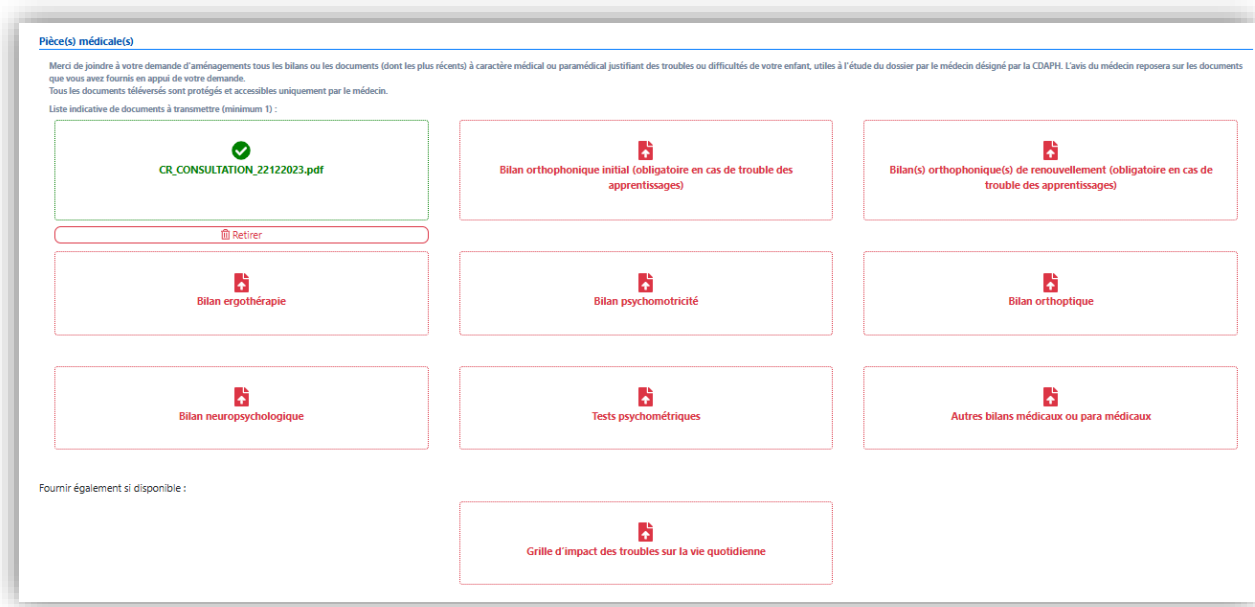 Pièce(s) médicale(s)
Merci de joindre à votre demande d'aménagements tous les bilans ou les documents (dont les plus récents) à caractère médical ou paramédical justifiant des troubles ou difficultés de votre enfant, utiles à l'étude du dossier par le médecin désigné par la CDAPH. L'avis du médecin reposera sur les documents
que vous avez fournis en appui de votre demande.
Tous les documents téléversés sont protégés et accessibles uniquement par le médecin.
Liste indicative de documents à transmettre (minimum 1) :
CR_CONSULTATION_22122023.pdf
Retirer
Bilan orthophonique initial (obligatoire en cas de trouble des
apprentissages)
Bilan(s) orthophonique(s) de renouvellement (obligatoire en cas de
trouble des apprentissages)
Bilan ergothérapie
Bilan psychomotricité
Bilan orthoptique
Bilan neuropsychologique
Tests psychométriques
Autres bilans médicaux ou para médicaux
Fournir également si disponible :
Grille d'impact des troubles sur la vie quotidienne